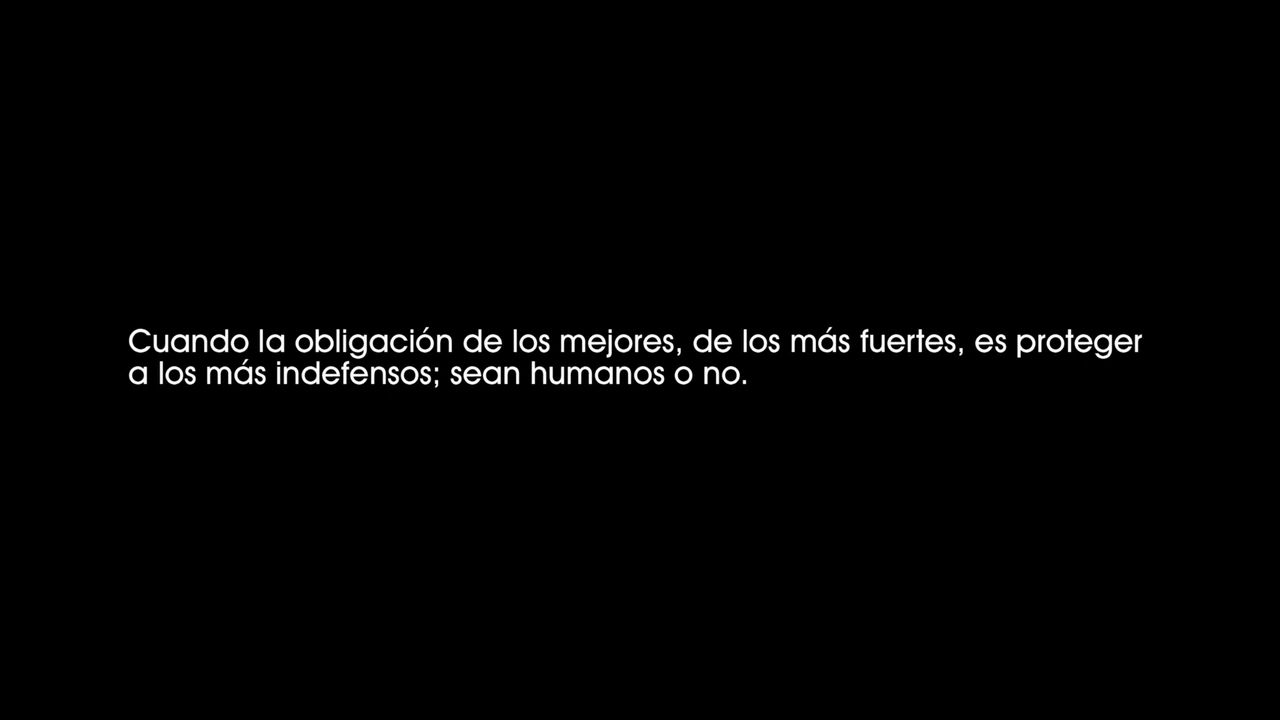 Cuando la obligación de los mejores, de los más fuertes, es proteger
a los más indefensos; sean humanos o no.